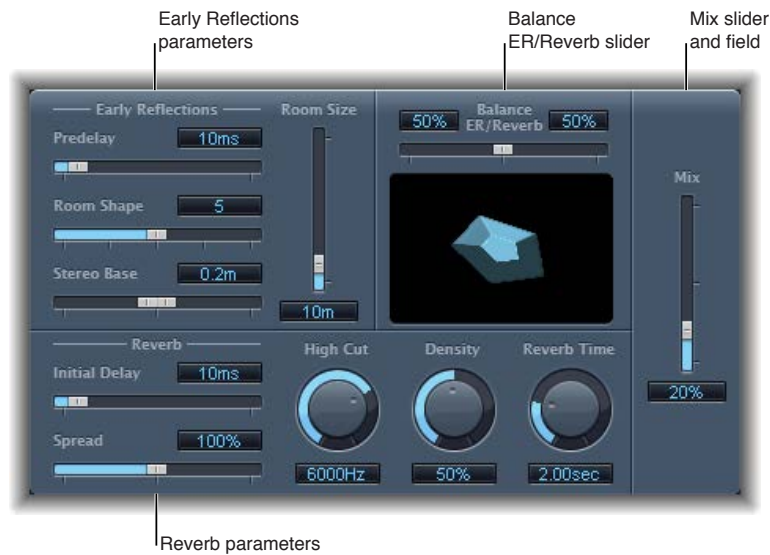 Early Reflections
parameters
Balance
ER/Reverb slider
Mix slider
and field
Early Reflections
Room Size
Predelay
10ms
Room Shape
5
Stereo Base
0.2m
10m
50%
Balance
ER/Reverb
50%
Mix
20%
Reverb
Initial Delay
10ms
Spread
100%
High Cut
6000Hz
Density
50%
Reverb Time
2.00sec
Reverb parameters